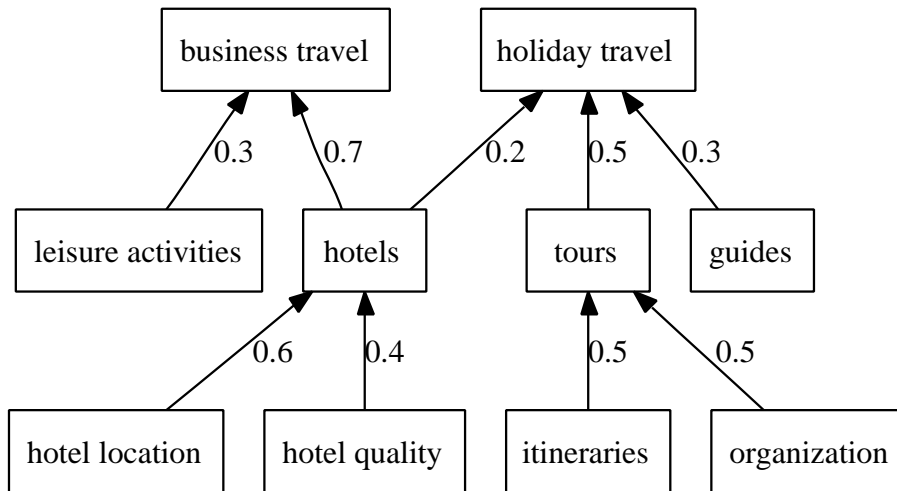 business travel
holiday travel
0.3
0.7
0.2
0.5
0.3
leisure activities
hotels
tours
guides
0.6
0.4
0.5
0.5
hotel location
hotel quality
itineraries
organization